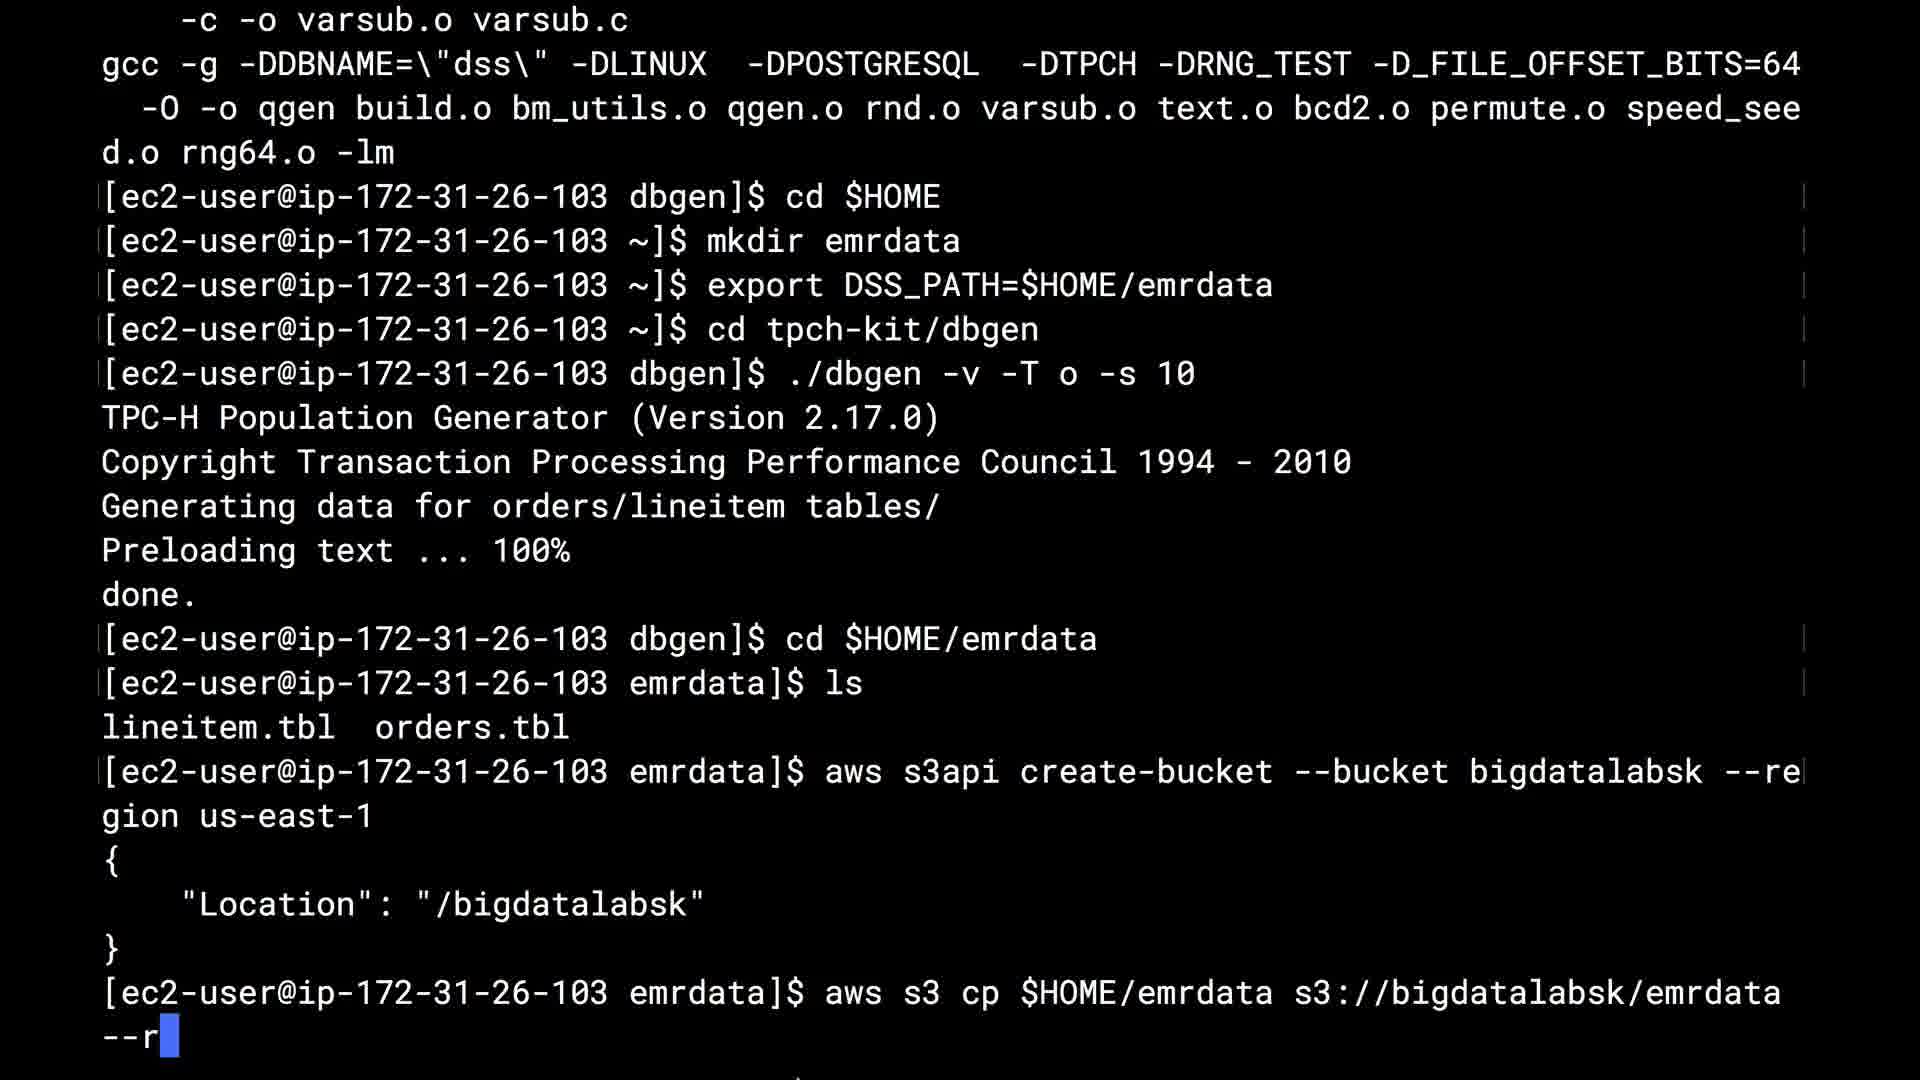 -c -o varsub.o varsub.c
gcc -g -DDBNAME=\"dss\" -DLINUX  -DPOSTGRESQL  -DTPCH -DRNG_TEST -D_FILE_OFFSET_BITS=64
-O -o qgen build.o bm_utils.o qgen.o rnd.o varsub.o text.o bcd2.o permute.o speed_see
d.o rng64.o -lm
[ec2-user@ip-172-31-26-103 dbgen]$ cd $HOME
[ec2-user@ip-172-31-26-103 ~]$ mkdir emrdata
[ec2-user@ip-172-31-26-103 ~]$ export DSS_PATH=$HOME/emrdata
[ec2-user@ip-172-31-26-103 ~]$ cd tpch-kit/dbgen
[ec2-user@ip-172-31-26-103 dbgen]$ ./dbgen -v -T o -s 10
TPC-H Population Generator (Version 2.17.0)
Copyright Transaction Processing Performance Council 1994 - 2010
Generating data for orders/lineitem tables/
Preloading text ... 100%
done.
[ec2-user@ip-172-31-26-103 dbgen]$ cd $HOME/emrdata
[ec2-user@ip-172-31-26-103 emrdata]$ ls
lineitem.tbl  orders.tbl
[ec2-user@ip-172-31-26-103 emrdata]$ aws s3api create-bucket --bucket bigdatalabsk --re
gion us-east-1
{
"Location": "/bigdatalabsk"
}
[ec2-user@ip-172-31-26-103 emrdata]$ aws s3 cp $HOME/emrdata s3://bigdatalabsk/emrdata
--r